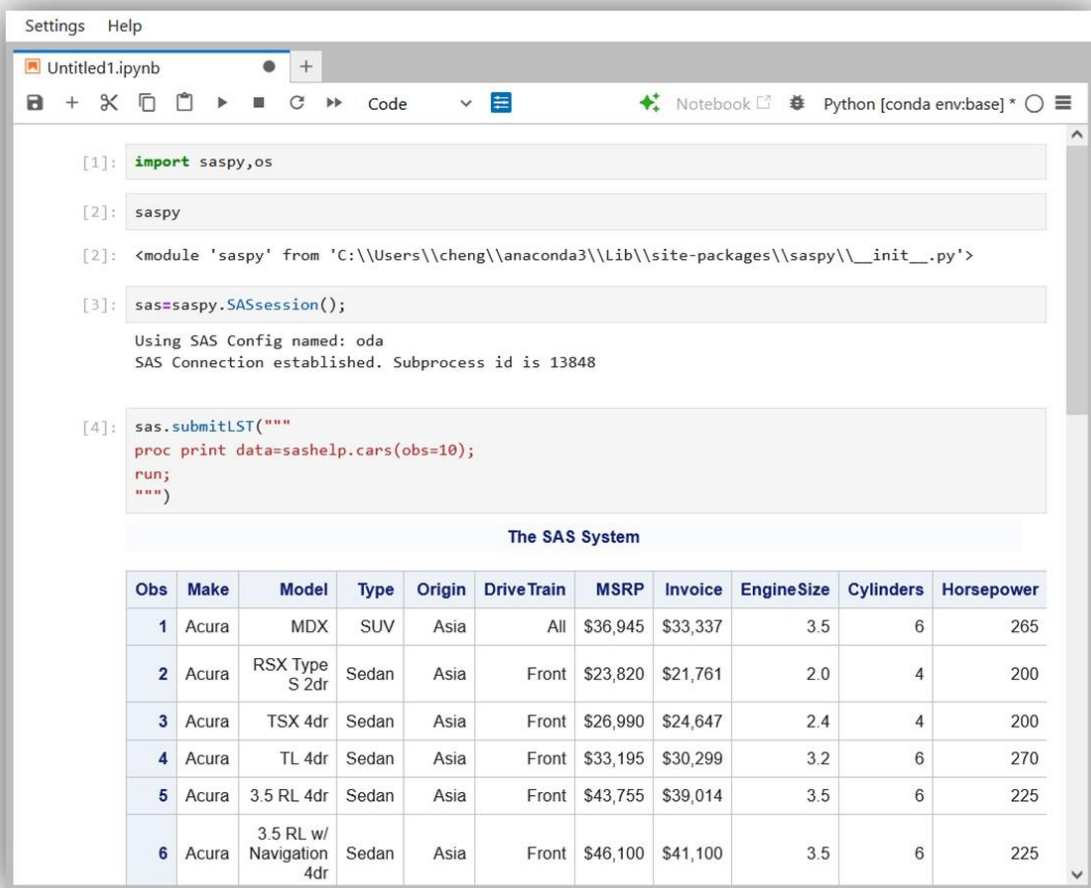 Settings Help
Untitled1.ipynb
Code Notebook Python [conda env:base] *
[1]: import saspy,os
[2]: saspy
[2]: <module 'saspy' from 'C:\\Users\\cheng\\anaconda3\\Lib\\site-packages\\saspy\\__init__.py'>
[3]: sas=saspy.SASsession();
Using SAS Config named: oda
SAS Connection established. Subprocess id is 13848
[4]: sas.submitLST("""
proc print data=sashelp.cars(obs=10);
run;
""")
The SAS System
Obs Make Model Type Origin DriveTrain MSRP Invoice EngineSize Cylinders Horsepower
1 Acura MDX SUV Asia All $36,945 $33,337 3.5 6 265
2 Acura RSX Type S 2dr Sedan Asia Front $23,820 $21,761 2.0 4 200
3 Acura TSX 4dr Sedan Asia Front $26,990 $24,647 2.4 4 200
4 Acura TL 4dr Sedan Asia Front $33,195 $30,299 3.2 6 270
5 Acura 3.5 RL 4dr Sedan Asia Front $43,755 $39,014 3.5 6 225
6 Acura 3.5 RL w/ Navigation 4dr Sedan Asia Front $46,100 $41,100 3.5 6 225